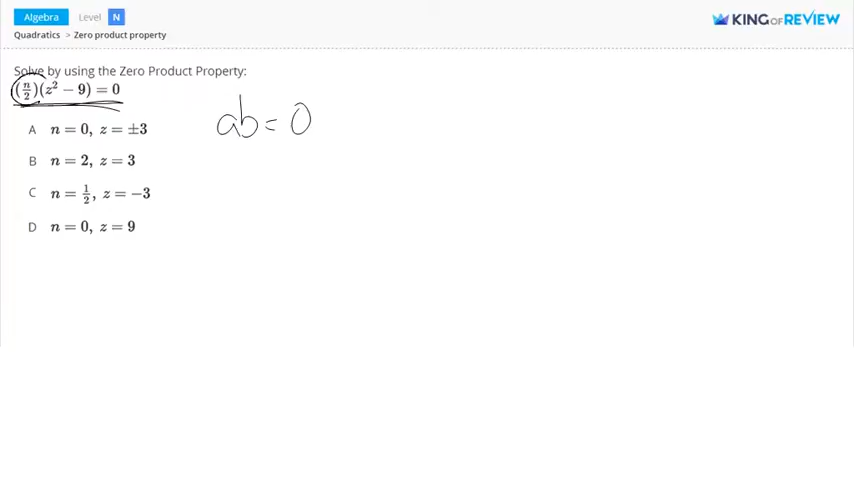 Algebra Level N
KING OF REVIEW
Quadratics > Zero product property
Solve by using the Zero Product Property:
(n/2)(z² − 9) = 0
ab = 0
A n = 0, z = ±3
B n = 2, z = 3
C n = 1/2, z = −3
D n = 0, z = 9